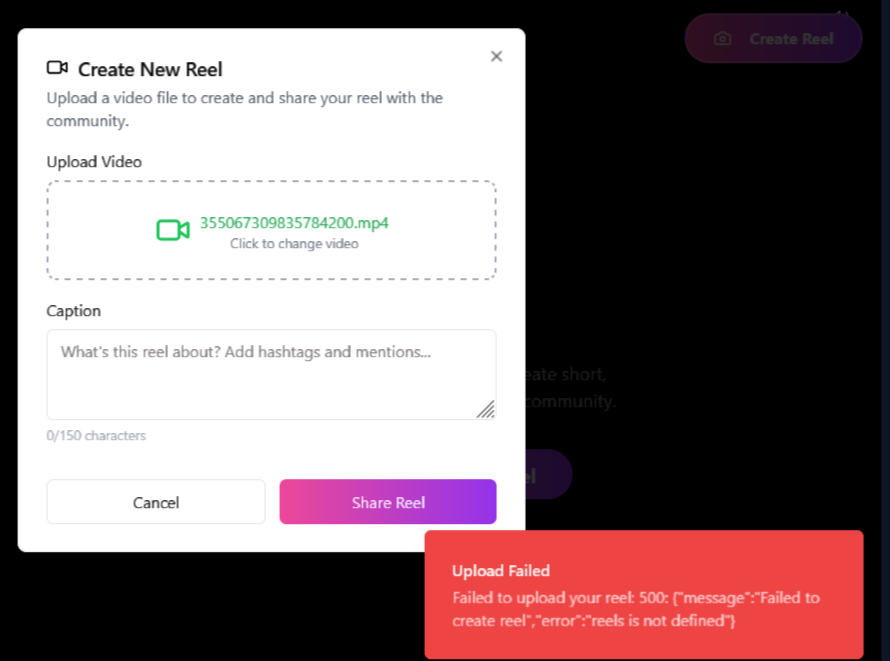 Create Reel
Create New Reel
Upload a video file to create and share your reel with the
community.
Upload Video
355067309835784200.mp4
Click to change video
Caption
What's this reel about? Add hashtags and mentions...
eate short,
community.
0/150 characters
el
Cancel
Share Reel
Upload Failed
Failed to upload your reel: 500: {"message":"Failed to
create reel","error":"reels is not defined"}